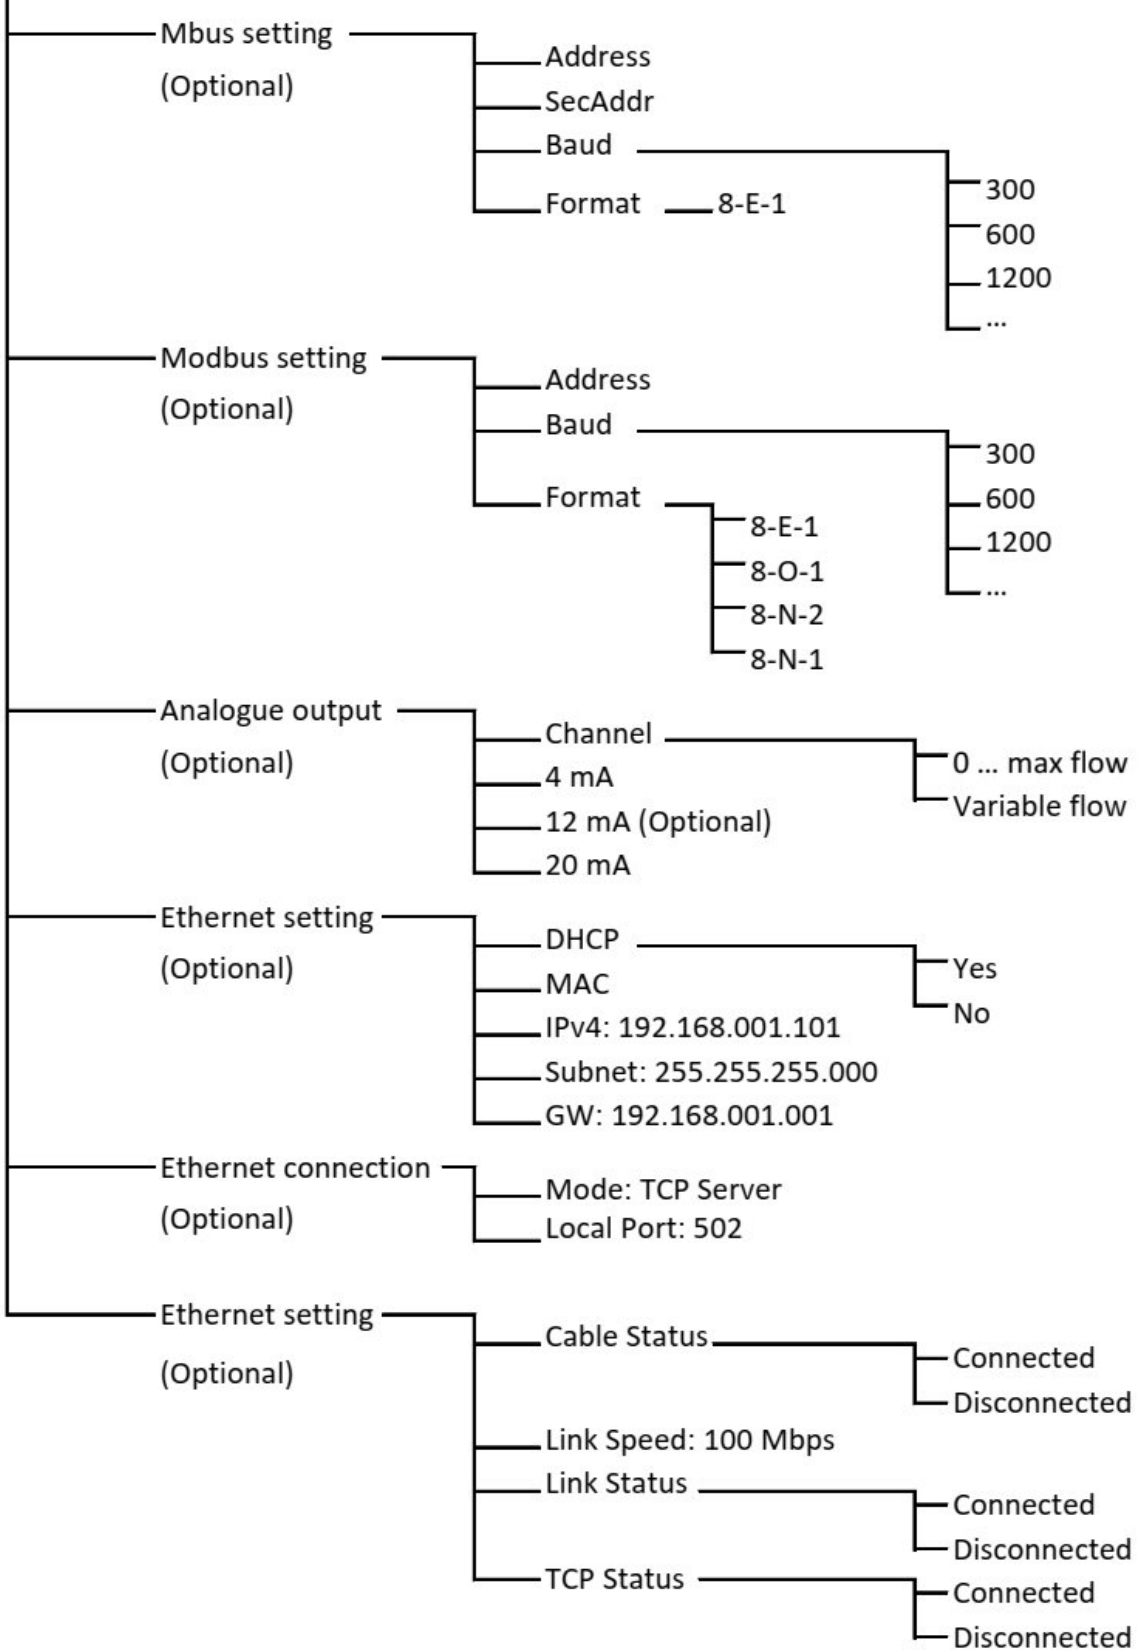 Mbus setting
(Optional)
Address
SecAddr
Baud
300
600
1200
...
Format
8-E-1
Modbus setting
(Optional)
Address
Baud
300
600
1200
...
Format
8-E-1
8-O-1
8-N-2
8-N-1
Analogue output
(Optional)
Channel
0 ... max flow
Variable flow
4 mA
12 mA (Optional)
20 mA
Ethernet setting
(Optional)
DHCP
Yes
No
MAC
IPv4: 192.168.001.101
Subnet: 255.255.255.000
GW: 192.168.001.001
Ethernet connection
(Optional)
Mode: TCP Server
Local Port: 502
Ethernet setting
(Optional)
Cable Status
Connected
Disconnected
Link Speed: 100 Mbps
Link Status
Connected
Disconnected
TCP Status
Connected
Disconnected